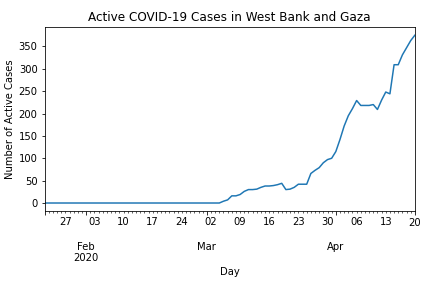 Active COVID-19 Cases in West Bank and Gaza
Number of Active Cases
350
300
250
200
150
100
50
0
27 03 10 17 24 02 09 16 23 30 06 13 20
Feb Mar Apr
2020
Day